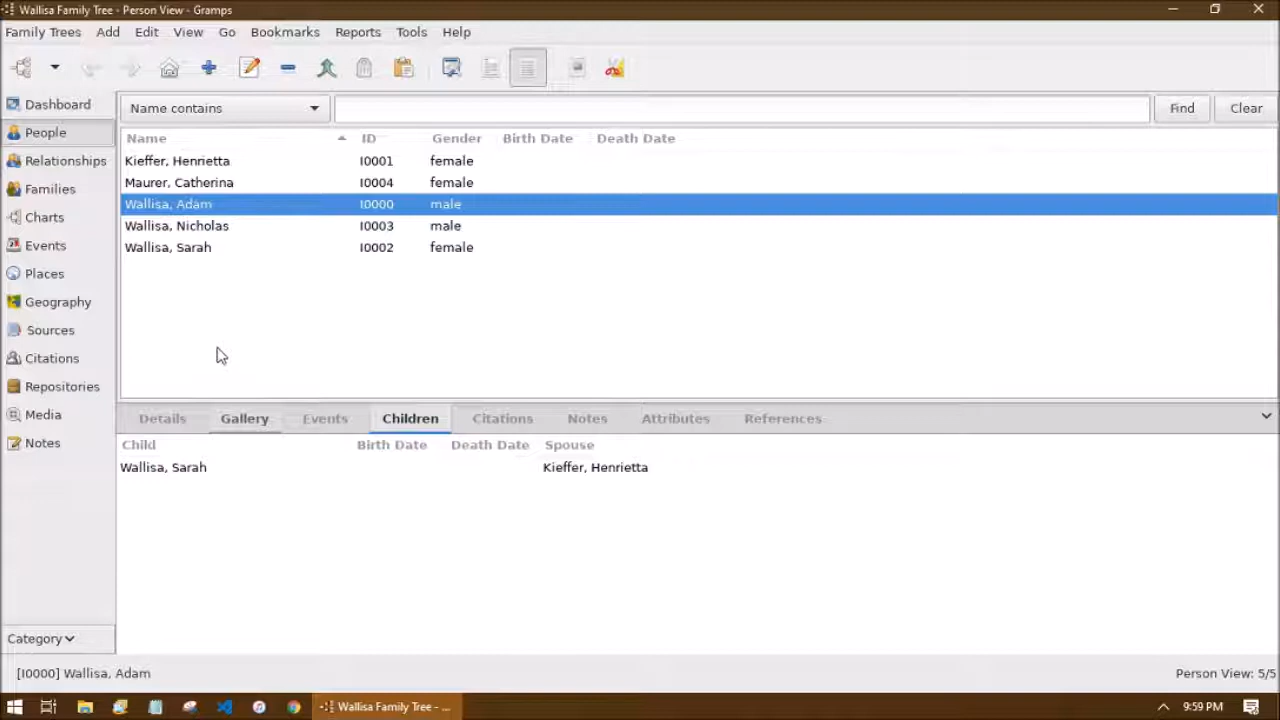 Wallisa Family Tree - Person View - Gramps
Family Trees Add Edit View Go Bookmarks Reports Tools Help
Name contains Find Clear
Dashboard
People
Relationships
Families
Charts
Events
Places
Geography
Sources
Citations
Repositories
Media
Notes
Category
Name ID Gender Birth Date Death Date
Kieffer, Henrietta I0001 female
Maurer, Catherina I0004 female
Wallisa, Adam I0000 male
Wallisa, Nicholas I0003 male
Wallisa, Sarah I0002 female
Details Gallery Events Children Citations Notes Attributes References
Child Birth Date Death Date Spouse
Wallisa, Sarah Kieffer, Henrietta
[I0000] Wallisa, Adam Person View: 5/5
Wallisa Family Tree - ... 9:59 PM